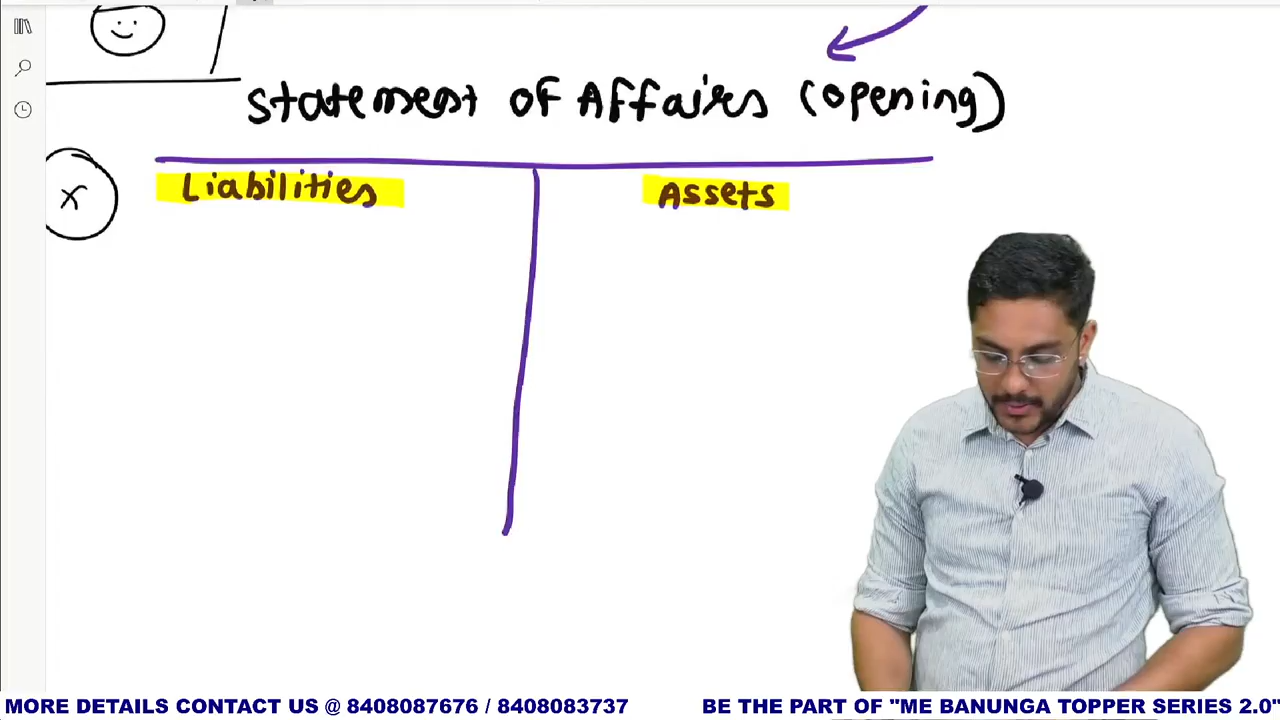 Statement of Affairs (opening)
x
Liabilities
Assets
MORE DETAILS CONTACT US @ 8408087676 / 8408083737
BE THE PART OF "ME BANUNGA TOPPER SERIES 2.0"